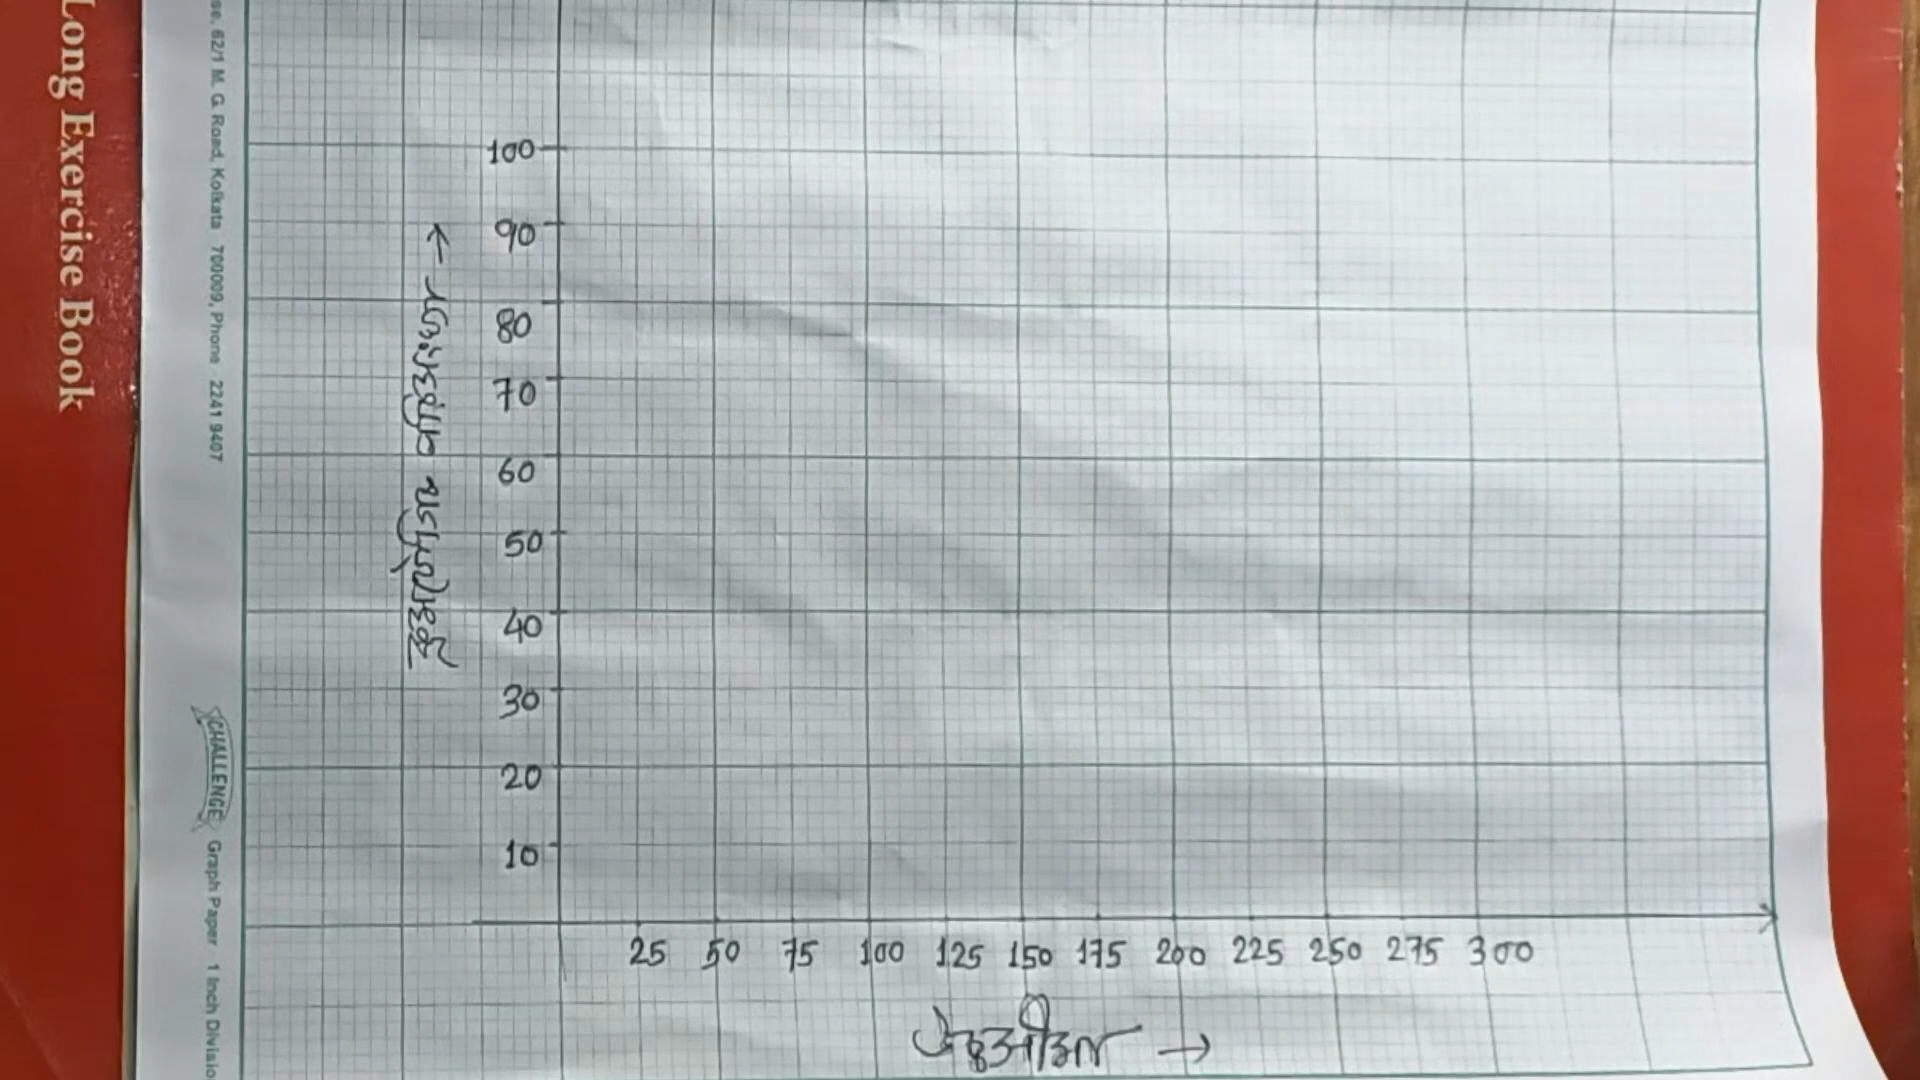 Long Exercise Book
se, 62/1 M. G. Road, Kolkata 700009, Phone 2241 9407
CHALLENGE
Graph Paper 1 Inch Divisio
100
90
80
70
60
50
40
30
20
10
25 50 75 100 125 150 175 200 225 250 275 300